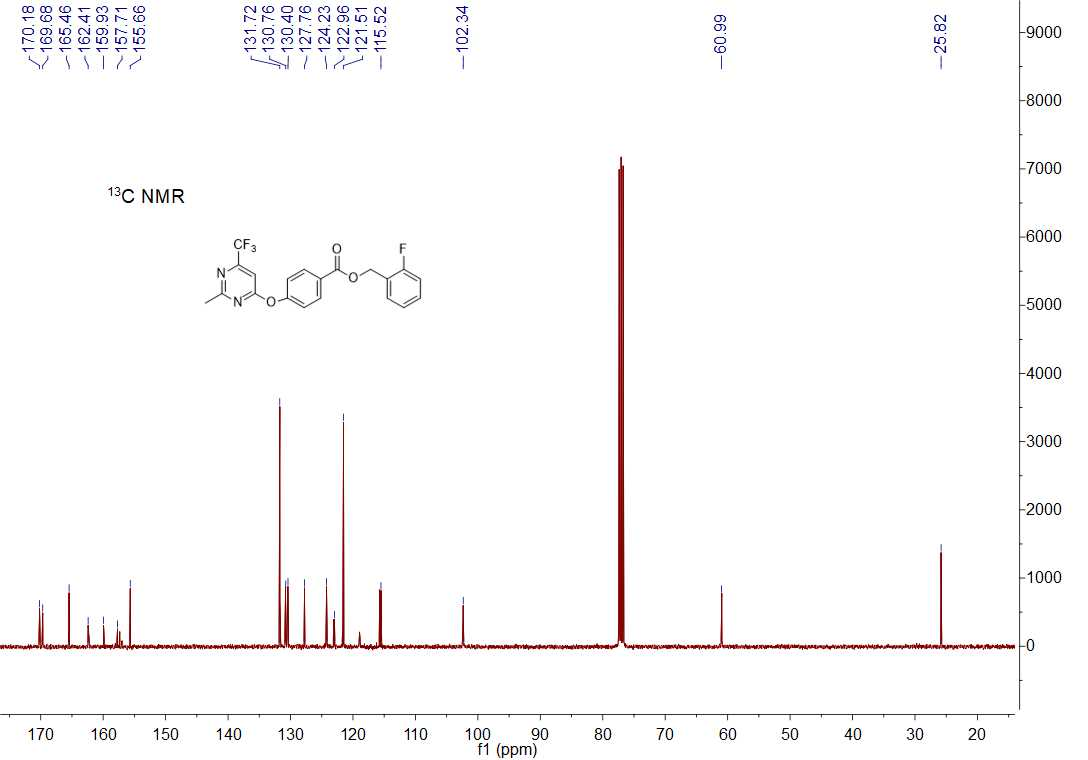 170.18
169.68
165.46
162.41
159.93
157.71
155.66
131.72
130.76
130.40
127.76
124.23
122.96
121.51
115.52
102.34
60.99
25.82
9000
8000
7000
6000
5000
4000
3000
2000
1000
0
13C NMR
CF3
O
F
N
O
N
O
170 160 150 140 130 120 110 100 90 80 70 60 50 40 30 20
f1 (ppm)